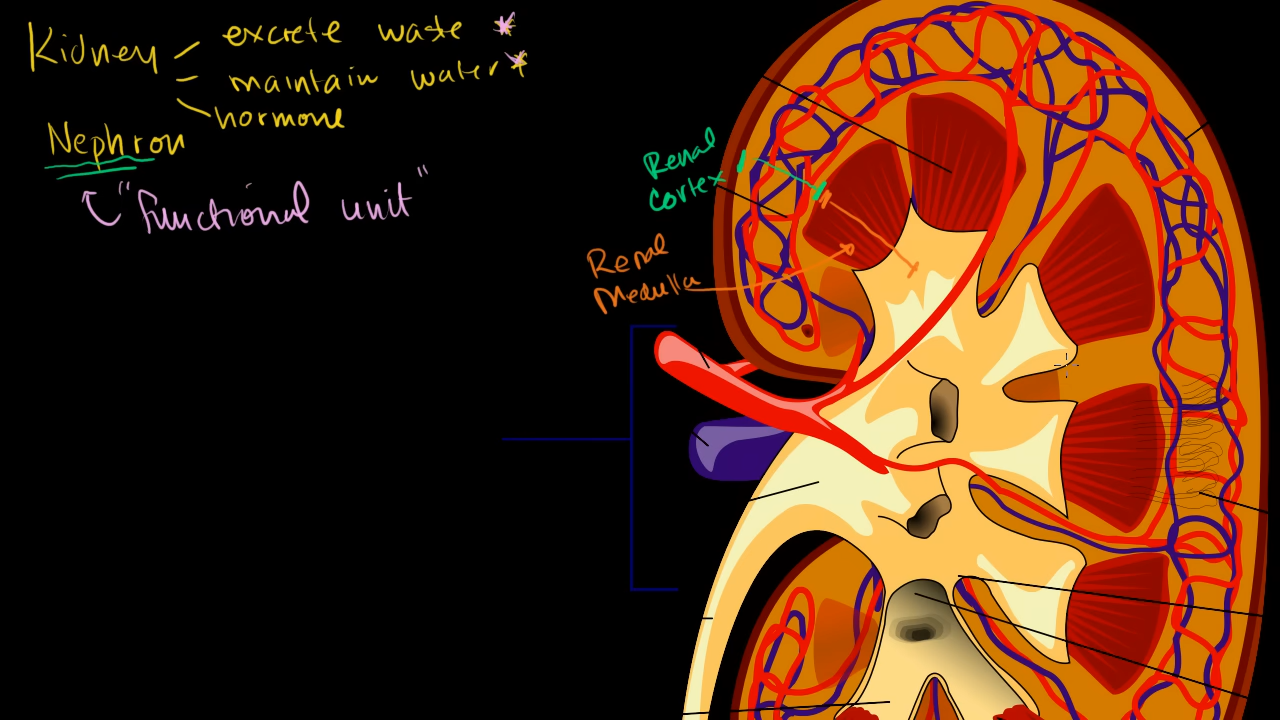 Kidney
excrete waste
maintain water
hormone
Nephron
"functional unit"
Renal
Cortex
Renal
Medulla